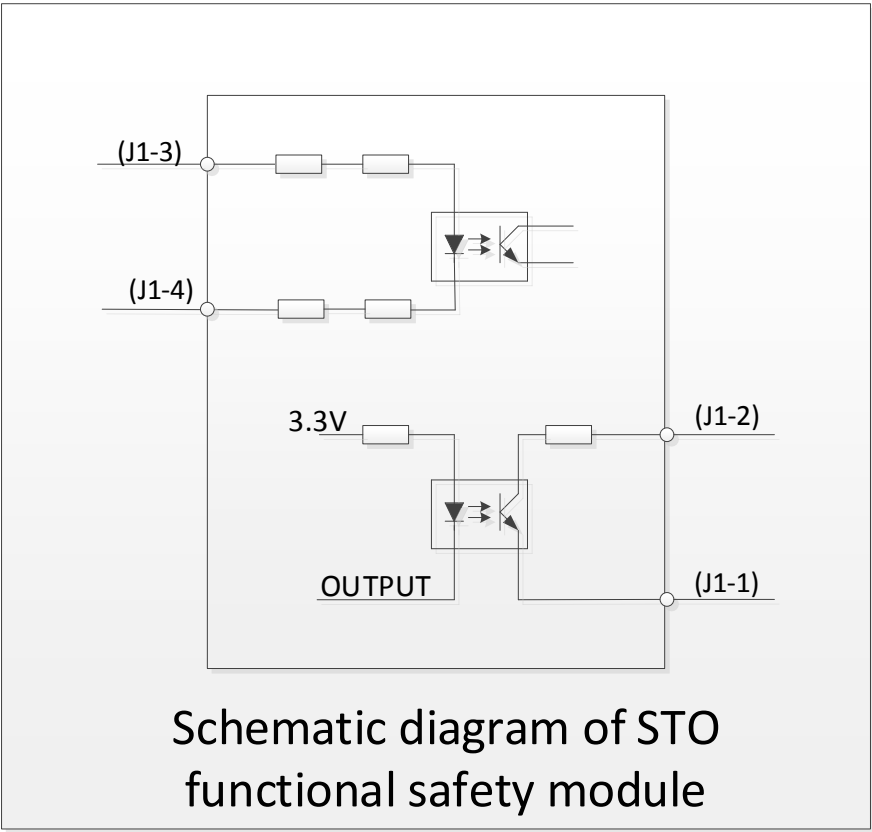 (J1-3)
(J1-4)
3.3V
(J1-2)
OUTPUT
(J1-1)
Schematic diagram of STO
functional safety module